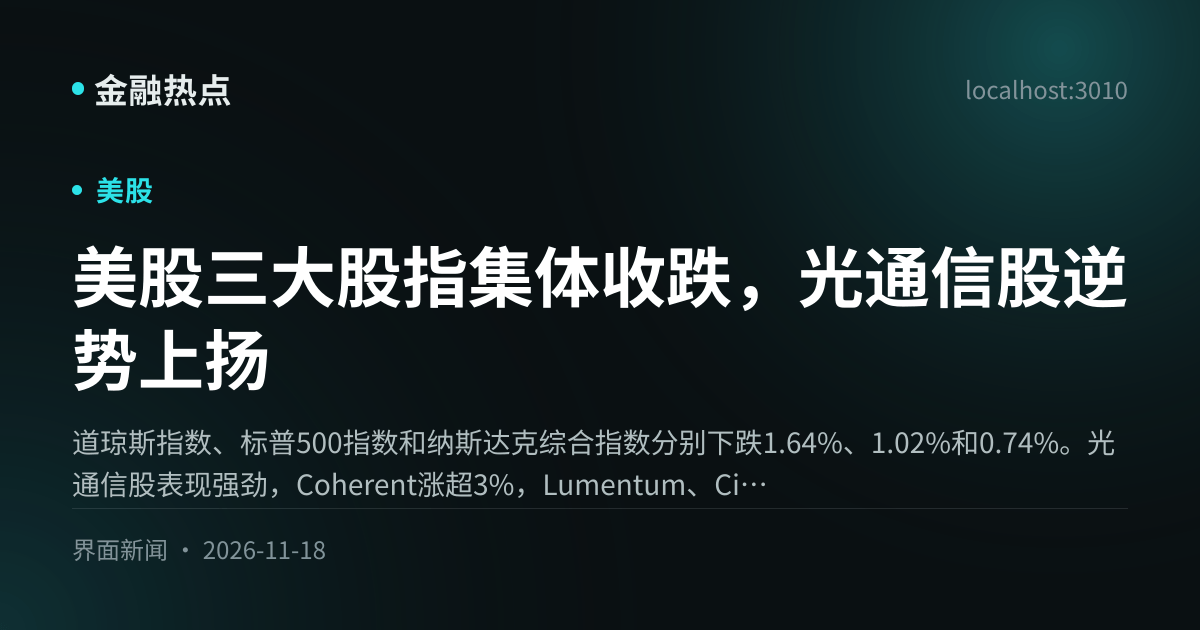 金融热点
localhost:3010
美股
美股三大股指集体收跌，光通信股逆
势上扬
道琼斯指数、标普500指数和纳斯达克综合指数分别下跌1.64%、1.02%和0.74%。光
通信股表现强劲，Coherent涨超3%，Lumentum、Ci…
界面新闻 · 2026-11-18